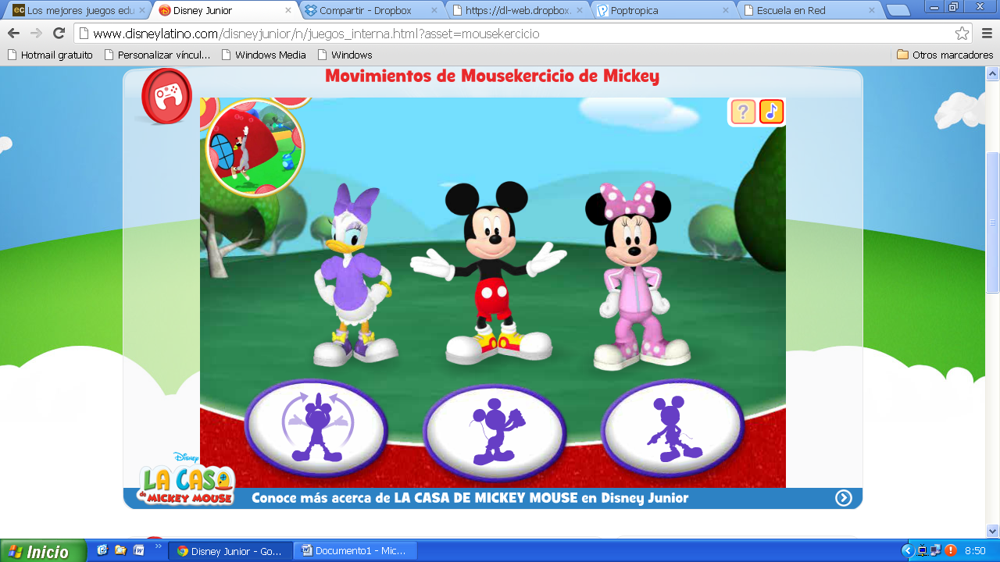 Los mejores juegos edu
Disney Junior
Compartir - Dropbox
https://dl-web.dropbox.
Poptropica
Escuela en Red
www.disneylatino.com/disneyjunior/n/juegos_interna.html?asset=mousekercicio
Hotmail gratuito
Personalizar víncul...
Windows Media
Windows
Otros marcadores
Movimientos de Mousekercicio de Mickey
?
Disney
LA CASA
de MICKEY MOUSE
Conoce más acerca de LA CASA DE MICKEY MOUSE en Disney Junior
Inicio
Disney Junior - Go...
Documento1 - Mic...
8:50